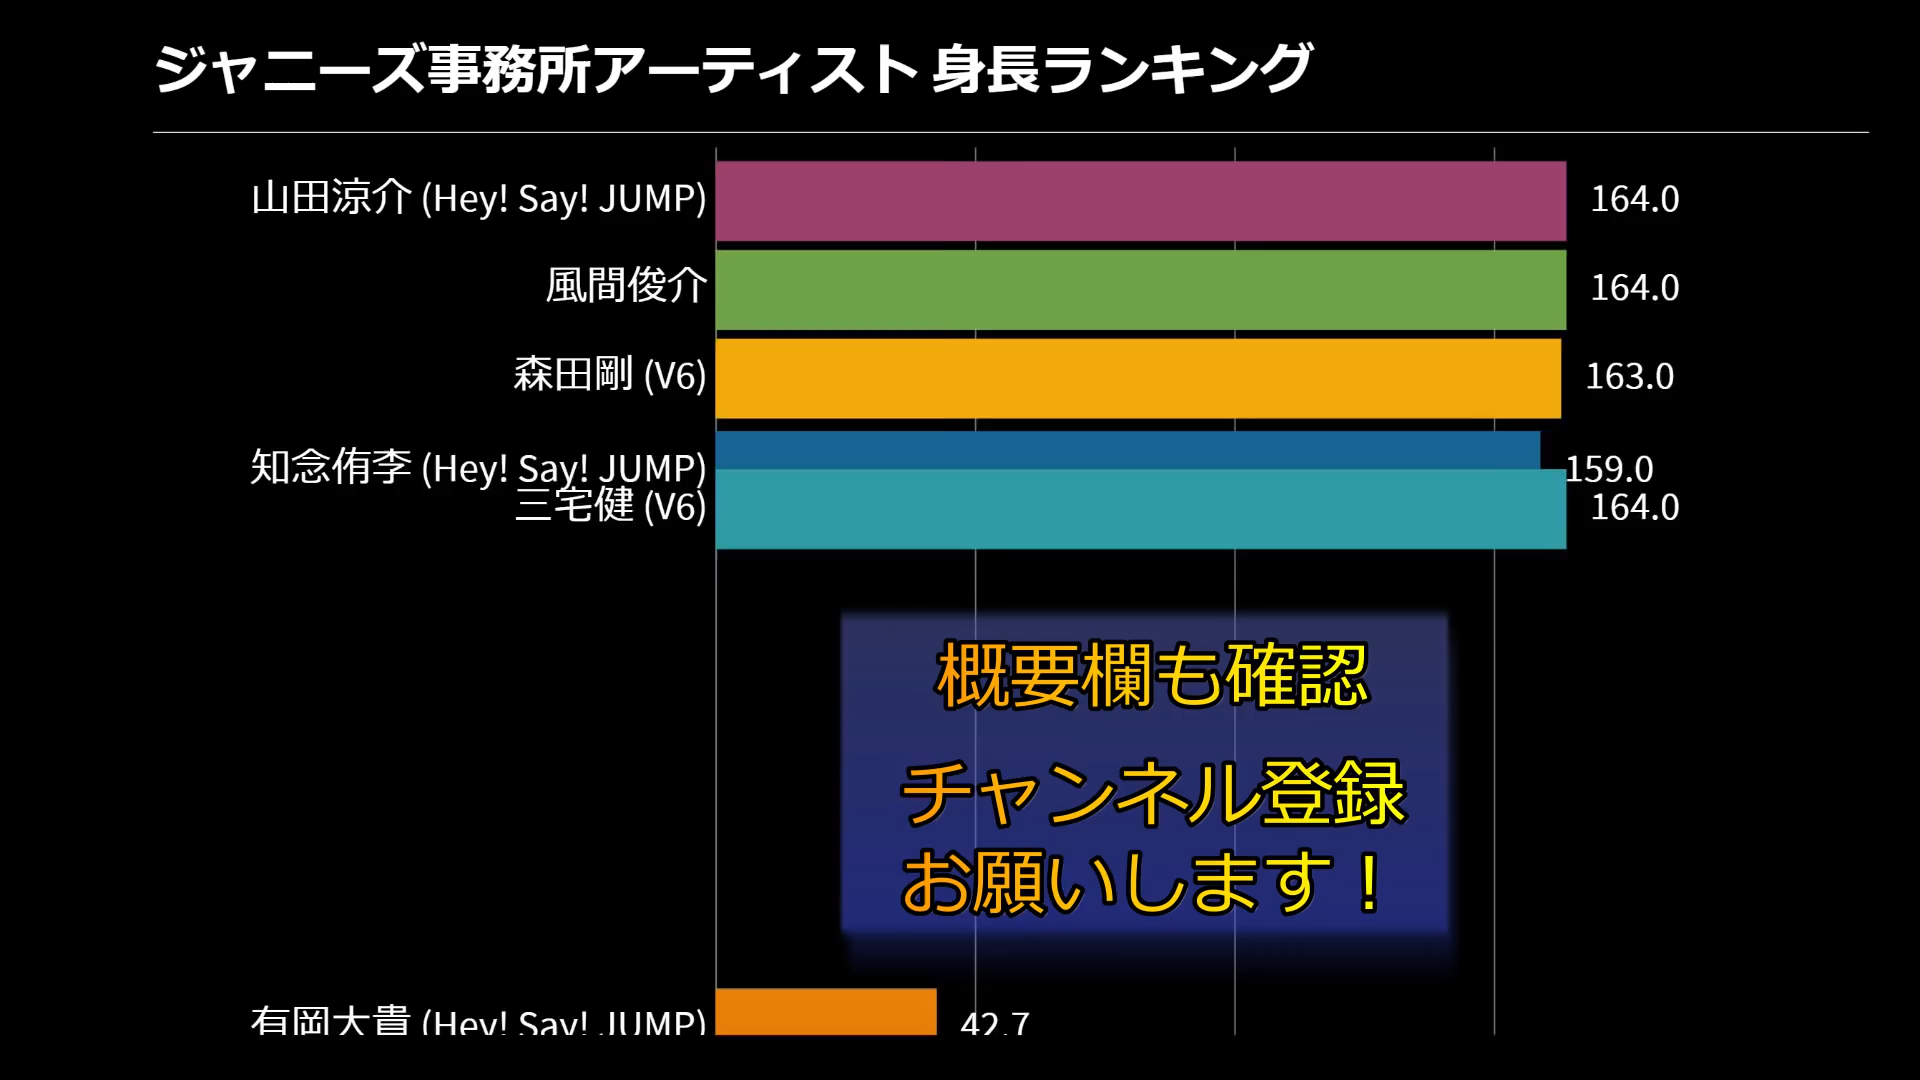 ジャニーズ事務所アーティスト 身長ランキング
山田涼介 (Hey! Say! JUMP) 164.0
風間俊介 164.0
森田剛 (V6) 163.0
知念侑李 (Hey! Say! JUMP) 159.0
三宅健 (V6) 164.0
概要欄も確認
チャンネル登録
お願いします！
有岡大貴 (Hey! Say! JUMP) 42.7